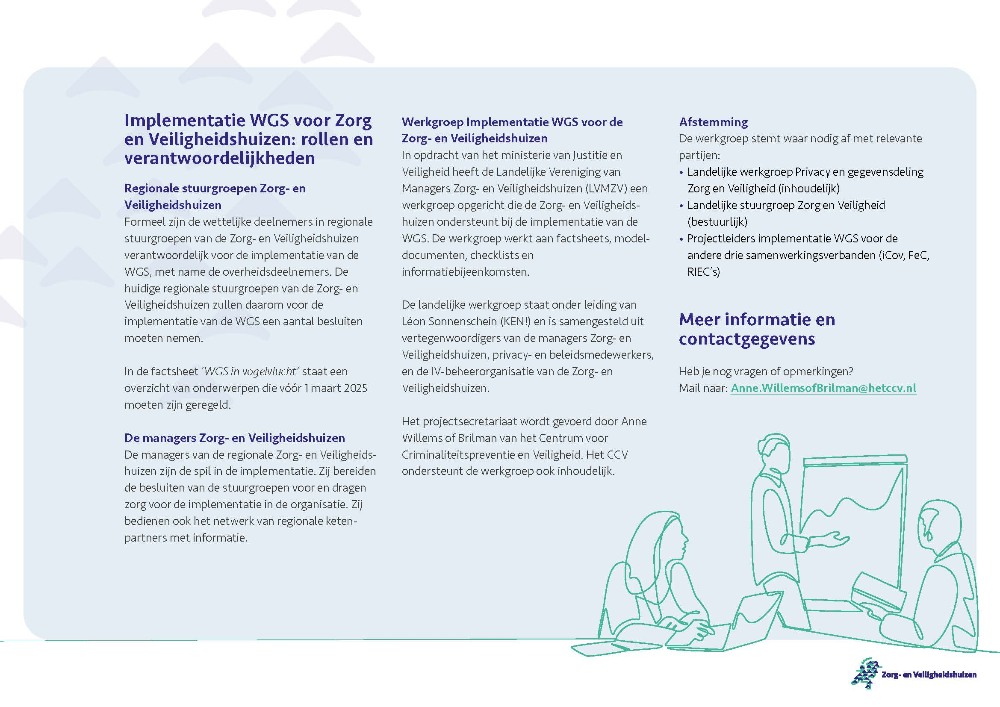 Implementatie WGS voor Zorg
en Veiligheidshuizen: rollen en
verantwoordelijkheden
Regionale stuurgroepen Zorg- en
Veiligheidshuizen
Formeel zijn de wettelijke deelnemers in regionale
stuurgroepen van de Zorg- en Veiligheidshuizen
verantwoordelijk voor de implementatie van de
WGS, met name de overheidsdeelnemers. De
huidige regionale stuurgroepen van de Zorg- en
Veiligheidshuizen zullen daarom voor de
implementatie van de WGS een aantal besluiten
moeten nemen.
In de factsheet ‘WGS in vogelvlucht’ staat een
overzicht van onderwerpen die vóór 1 maart 2025
moeten zijn geregeld.
De managers Zorg- en Veiligheidshuizen
De managers van de regionale Zorg- en Veiligheids-
huizen zijn de spil in de implementatie. Zij bereiden
de besluiten van de stuurgroepen voor en dragen
zorg voor de implementatie in de organisatie. Zij
bedienen ook het netwerk van regionale keten-
partners met informatie.
Werkgroep Implementatie WGS voor de
Zorg- en Veiligheidshuizen
In opdracht van het ministerie van Justitie en
Veiligheid heeft de Landelijke Vereniging van
Managers Zorg- en Veiligheidshuizen (LVMZV) een
werkgroep opgericht die de Zorg- en Veiligheids-
huizen ondersteunt bij de implementatie van de
WGS. De werkgroep werkt aan factsheets, model-
documenten, checklists en
informatiebijeenkomsten.
De landelijke werkgroep staat onder leiding van
Léon Sonnenschein (KEN!) en is samengesteld uit
vertegenwoordigers van de managers Zorg- en
Veiligheidshuizen, privacy- en beleidsmedewerkers,
en de IV-beheerorganisatie van de Zorg- en
Veiligheidshuizen.
Het projectsecretariaat wordt gevoerd door Anne
Willems of Brilman van het Centrum voor
Criminaliteitspreventie en Veiligheid. Het CCV
ondersteunt de werkgroep ook inhoudelijk.
Afstemming
De werkgroep stemt waar nodig af met relevante
partijen:
• Landelijke werkgroep Privacy en gegevensdeling
Zorg en Veiligheid (inhoudelijk)
• Landelijke stuurgroep Zorg en Veiligheid
(bestuurlijk)
• Projectleiders implementatie WGS voor de
andere drie samenwerkingsverbanden (iCov, FeC,
RIEC’s)
Meer informatie en
contactgegevens
Heb je nog vragen of opmerkingen?
Mail naar: Anne.WillemsofBrilman@hetccv.nl
Zorg- en Veiligheidshuizen